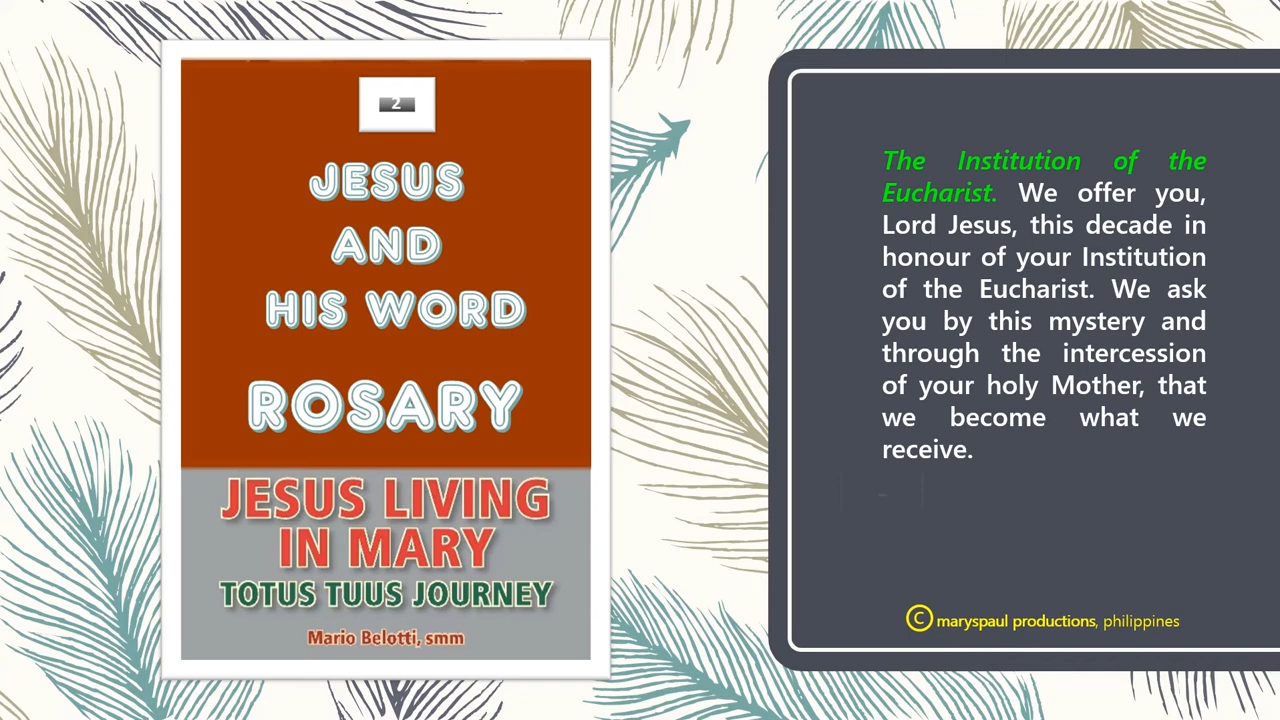 2
JESUS
AND
HIS WORD
ROSARY
JESUS LIVING
IN MARY
TOTUS TUUS JOURNEY
Mario Belotti, smm
The Institution of the
Eucharist. We offer you,
Lord Jesus, this decade in
honour of your Institution
of the Eucharist. We ask
you by this mystery and
through the intercession
of your holy Mother, that
we become what we
receive.
© maryspaul productions, philippines